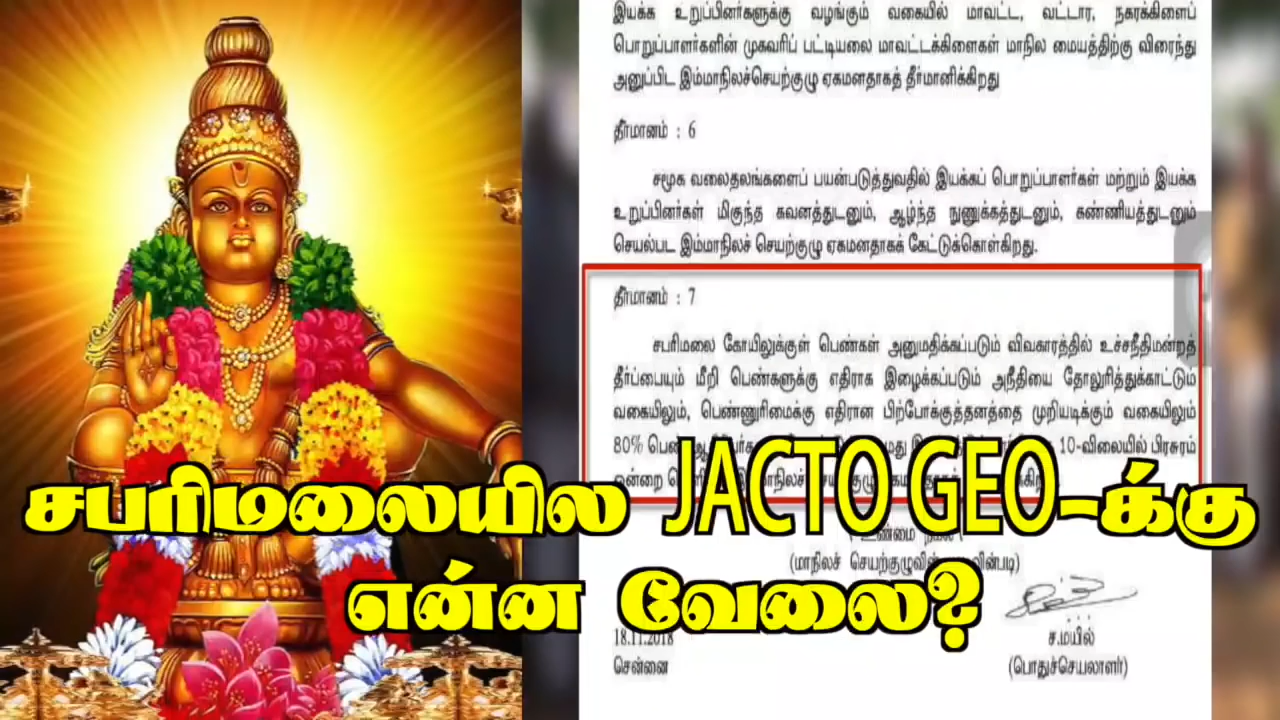 இயக்க உறுப்பினர்களுக்கு வழங்கும் வகையில் மாவட்ட, வட்டார, நகரக்கிளைப்
பொறுப்பாளர்களின் முகவரிப் பட்டியலை மாவட்டக்கிளைகள் மாநில மையத்திற்கு விரைந்து
அனுப்பிட இம்மாநிலச்செயற்குழு ஏகமனதாகத் தீர்மானிக்கிறது
தீர்மானம் : 6
சமூக வலைதலங்களைப் பயன்படுத்துவதில் இயக்கப் பொறுப்பாளர்கள் மற்றும் இயக்க
உறுப்பினர்கள் மிகுந்த கவனத்துடனும், ஆழ்ந்த நுணுக்கத்துடனும், கண்ணியத்துடனும்
செயல்பட இம்மாநிலச் செயற்குழு ஏகமனதாகக் கேட்டுக்கொள்கிறது.
தீர்மானம் : 7
சபரிமலை கோயிலுக்குள் பெண்கள் அனுமதிக்கப்படும் விவகாரத்தில் உச்சநீதிமன்றத்
தீர்ப்பையும் மீறி பெண்களுக்கு எதிராக இழைக்கப்படும் அநீதியை தோலுரித்துக்காட்டும்
வகையிலும், பெண்ணுரிமைக்கு எதிரான பிற்போக்குத்தனத்தை முறியடிக்கும் வகையிலும்
80% 10-விலையில் பிரசுரம்
ஒன்றை
சபரிமலையில JACTO GEO-க்கு
என்ன வேலை?
(மாநிலச் செயற்குழுவின்
18.11.2018
சென்னை
ச.மயில்
(பொதுச்செயலாளர்)